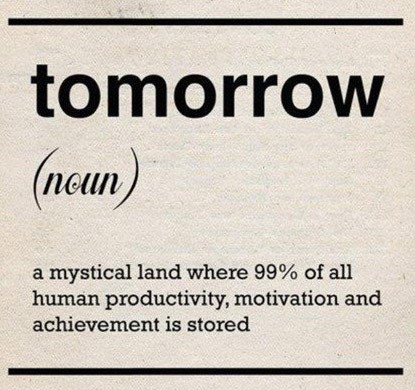 tomorrow
(noun)
a mystical land where 99% of all
human productivity, motivation and
achievement is stored